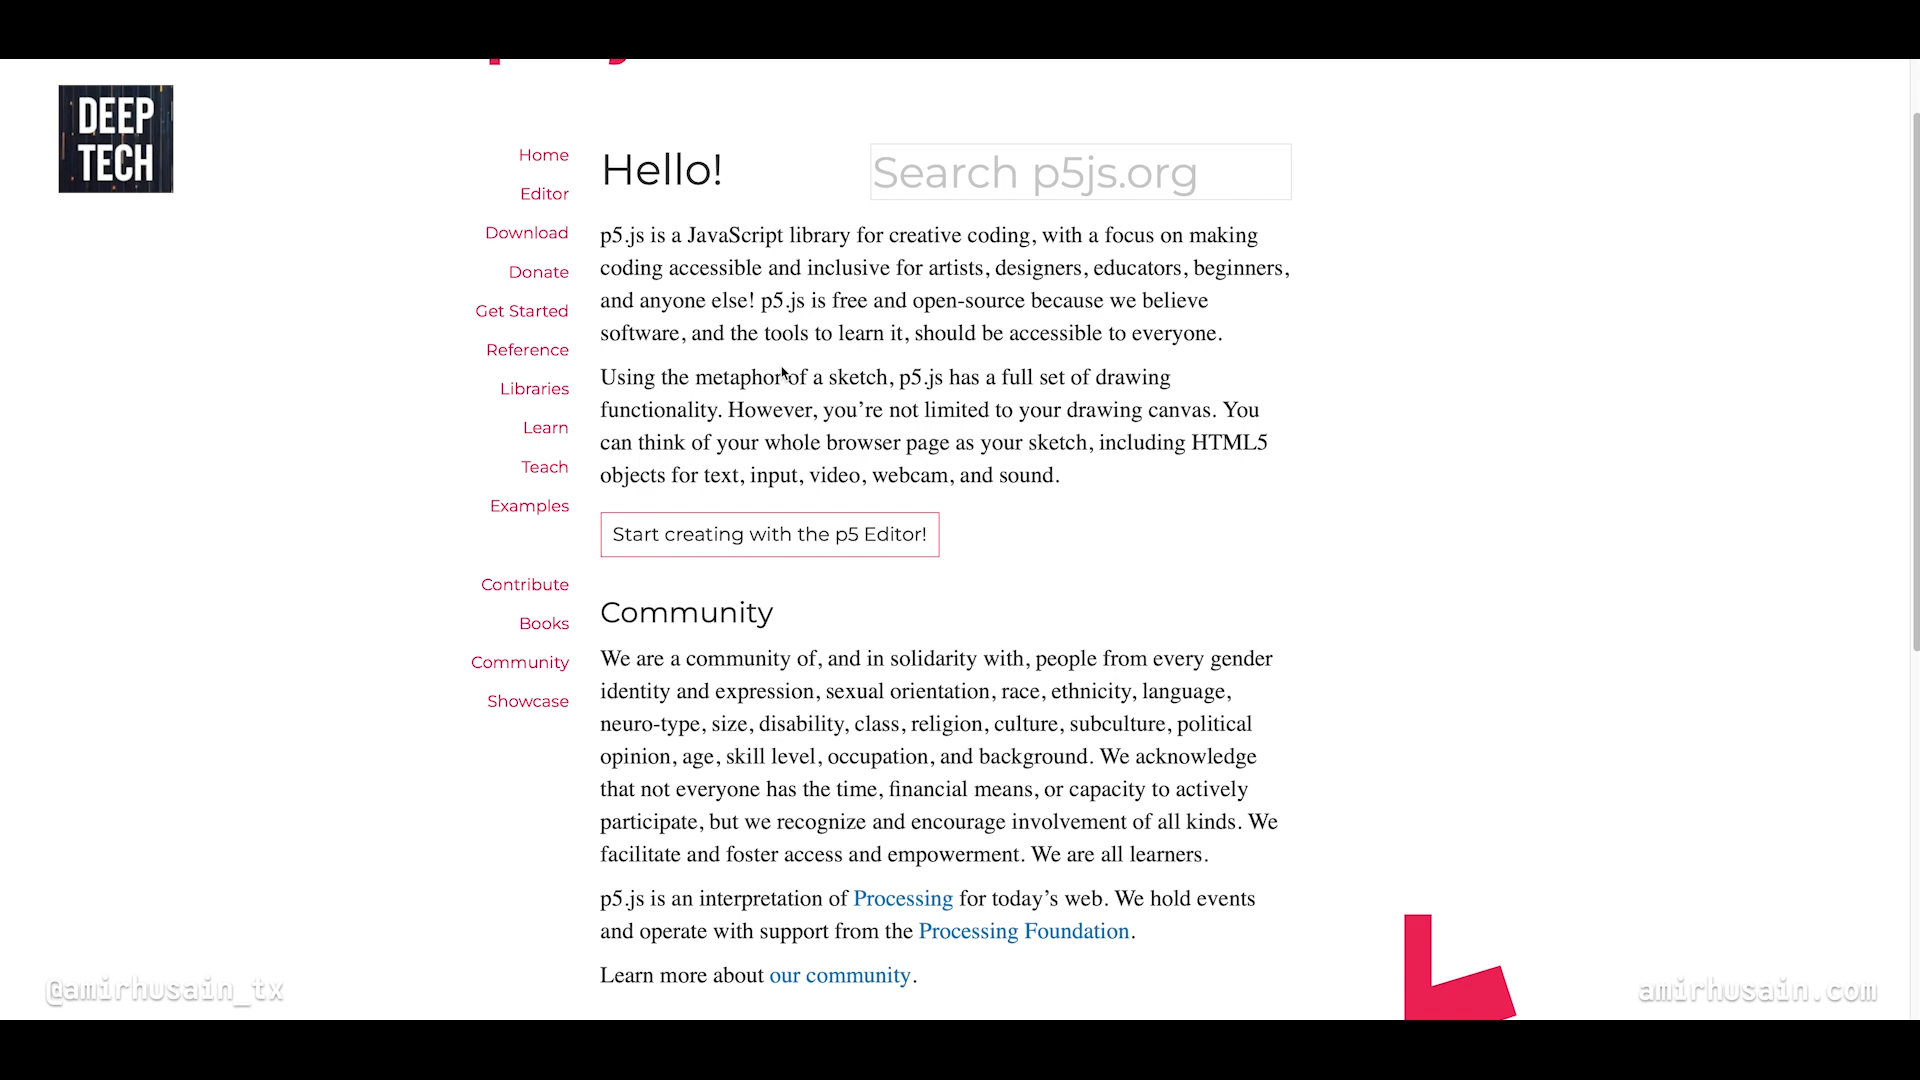 DEEP
TECH
Home
Editor
Download
Donate
Get Started
Reference
Libraries
Learn
Teach
Examples
Contribute
Books
Community
Showcase
Hello!
Search p5js.org
p5.js is a JavaScript library for creative coding, with a focus on making
coding accessible and inclusive for artists, designers, educators, beginners,
and anyone else! p5.js is free and open-source because we believe
software, and the tools to learn it, should be accessible to everyone.
Using the metaphor of a sketch, p5.js has a full set of drawing
functionality. However, you’re not limited to your drawing canvas. You
can think of your whole browser page as your sketch, including HTML5
objects for text, input, video, webcam, and sound.
Start creating with the p5 Editor!
Community
We are a community of, and in solidarity with, people from every gender
identity and expression, sexual orientation, race, ethnicity, language,
neuro-type, size, disability, class, religion, culture, subculture, political
opinion, age, skill level, occupation, and background. We acknowledge
that not everyone has the time, financial means, or capacity to actively
participate, but we recognize and encourage involvement of all kinds. We
facilitate and foster access and empowerment. We are all learners.
p5.js is an interpretation of Processing for today’s web. We hold events
and operate with support from the Processing Foundation.
Learn more about our community.
@amirhusain_tx
amirhusain.com